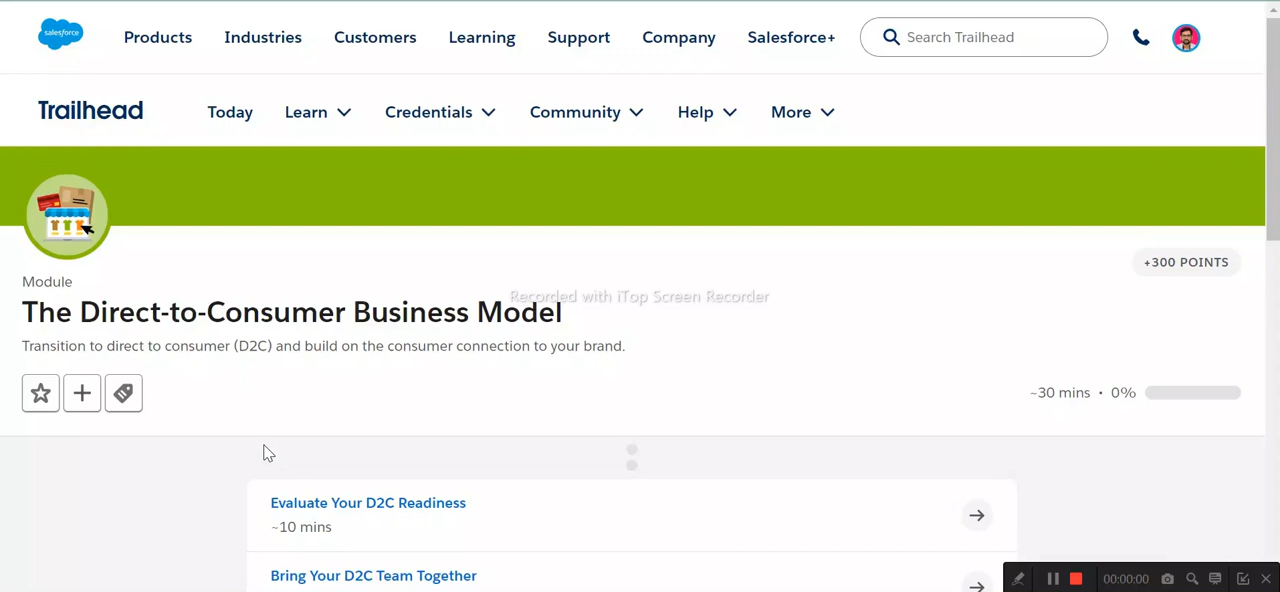 salesforce Products Industries Customers Learning Support Company Salesforce+ Search Trailhead
Trailhead Today Learn Credentials Community Help More
+300 POINTS
Module
Recorded with iTop Screen Recorder
The Direct-to-Consumer Business Model
Transition to direct to consumer (D2C) and build on the consumer connection to your brand.
~30 mins • 0%
Evaluate Your D2C Readiness
~10 mins
Bring Your D2C Team Together
00:00:00